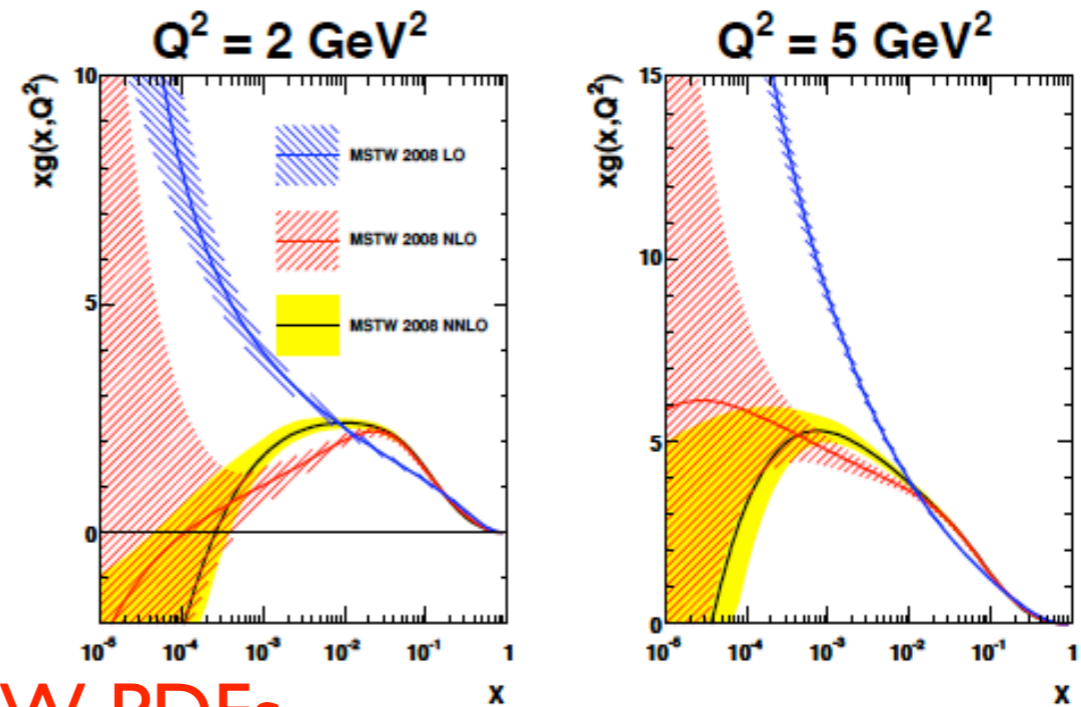 Q² = 2 GeV²
Q² = 5 GeV²
xg(x,Q²)
10
5
0
MSTW 2008 LO
MSTW 2008 NLO
MSTW 2008 NNLO
10⁻⁵ 10⁻⁴ 10⁻³ 10⁻² 10⁻¹ 1
x
xg(x,Q²)
15
10
5
0
10⁻⁵ 10⁻⁴ 10⁻³ 10⁻² 10⁻¹ 1
x
W PDFs